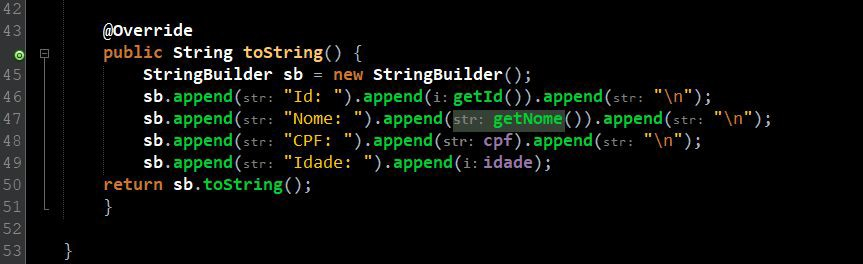 42
43 @Override
public String toString() {
45 StringBuilder sb = new StringBuilder();
46 sb.append(str: "Id: ").append(i: getId()).append(str: "\n");
47 sb.append(str: "Nome: ").append(str: getNome()).append(str: "\n");
48 sb.append(str: "CPF: ").append(str: cpf).append(str: "\n");
49 sb.append(str: "Idade: ").append(i: idade);
50 return sb.toString();
51 }
52
53 }